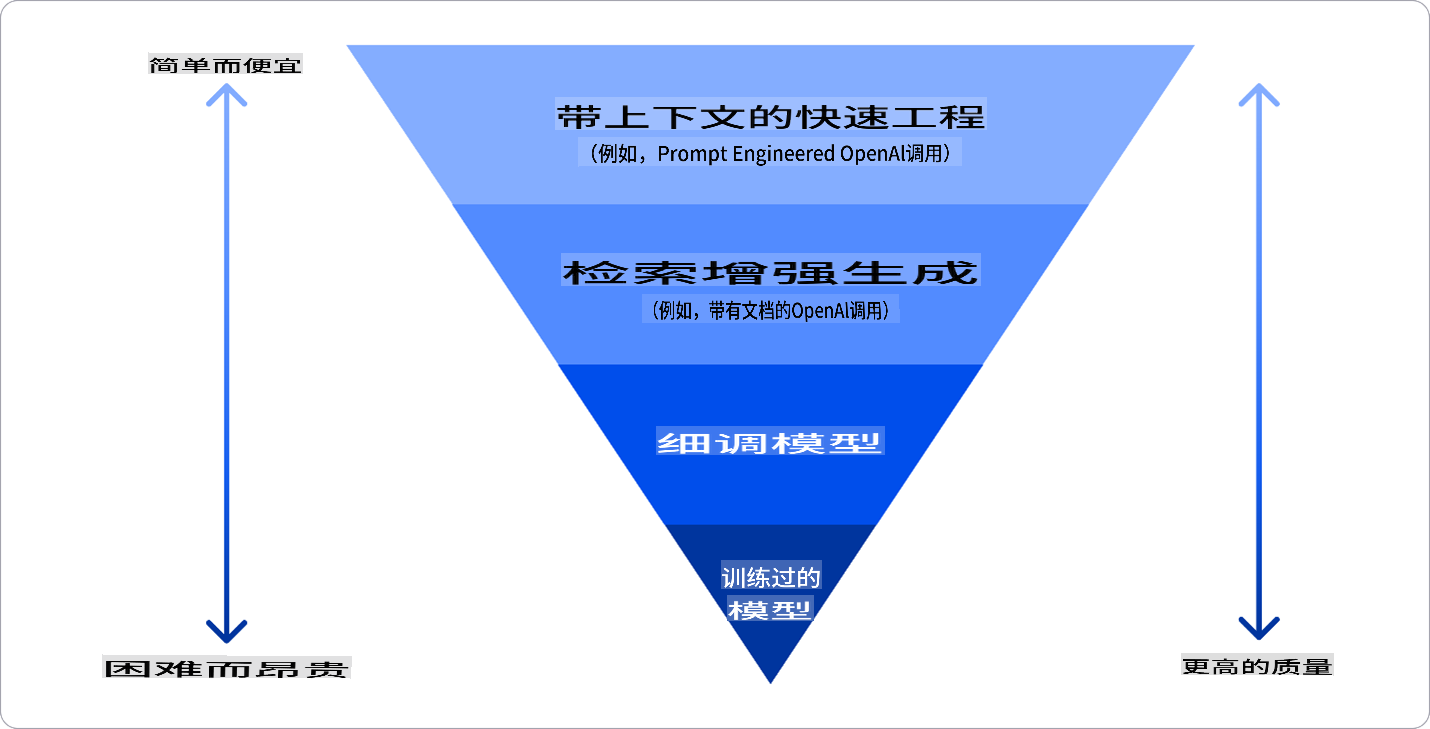 简单而便宜
带上下文的快速工程
（例如，Prompt Engineered OpenAI调用）
检索增强生成
（例如，带有文档的OpenAI调用）
细调模型
训练过的
模型
困难而昂贵
更高的质量